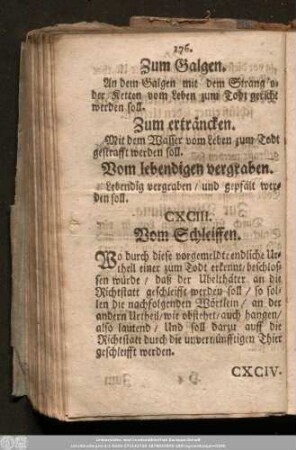 276.
Zum Galgen.
An dem Galgen mit dem Sträng o-
der Ketten vom Leben zum Todt gericht
werden soll.
Zum erträncken.
Mit dem Wasser vom Leben zum Todt
gestrafft werden soll.
Vom lebendigen vergraben.
Lebendig vergraben / und gepfält wer-
den soll.
CXCIII.
Vom Schleiffen.
Wo durch diese vorgemeldte endliche Ur-
theil einer zum Todt erkennt / beschlos-
sen würde / daß der Ubelthäter an die
Richtstatt geschleifft werden soll / so sol-
len die nachfolgenden Wörtlein / an der
andern Urtheil / wie obstehet / auch hangen /
also lautend / Und soll darzu auff die
Richtstatt durch die unvernünfftigen Thier
geschleifft werden.
CXCIV.